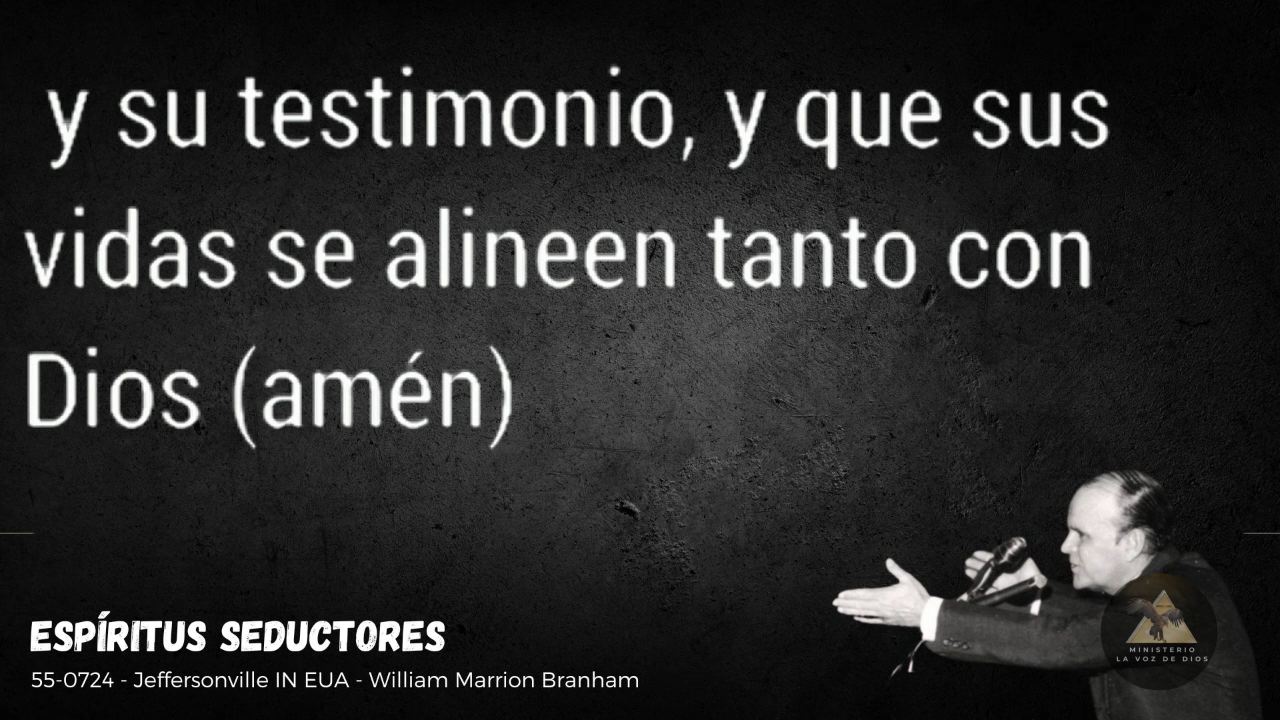 y su testimonio, y que sus
vidas se alineen tanto con
Dios (amén)
ESPÍRITUS SEDUCTORES
55-0724 - Jeffersonville IN EUA - William Marrion Branham
MINISTERIO
LA VOZ DE DIOS